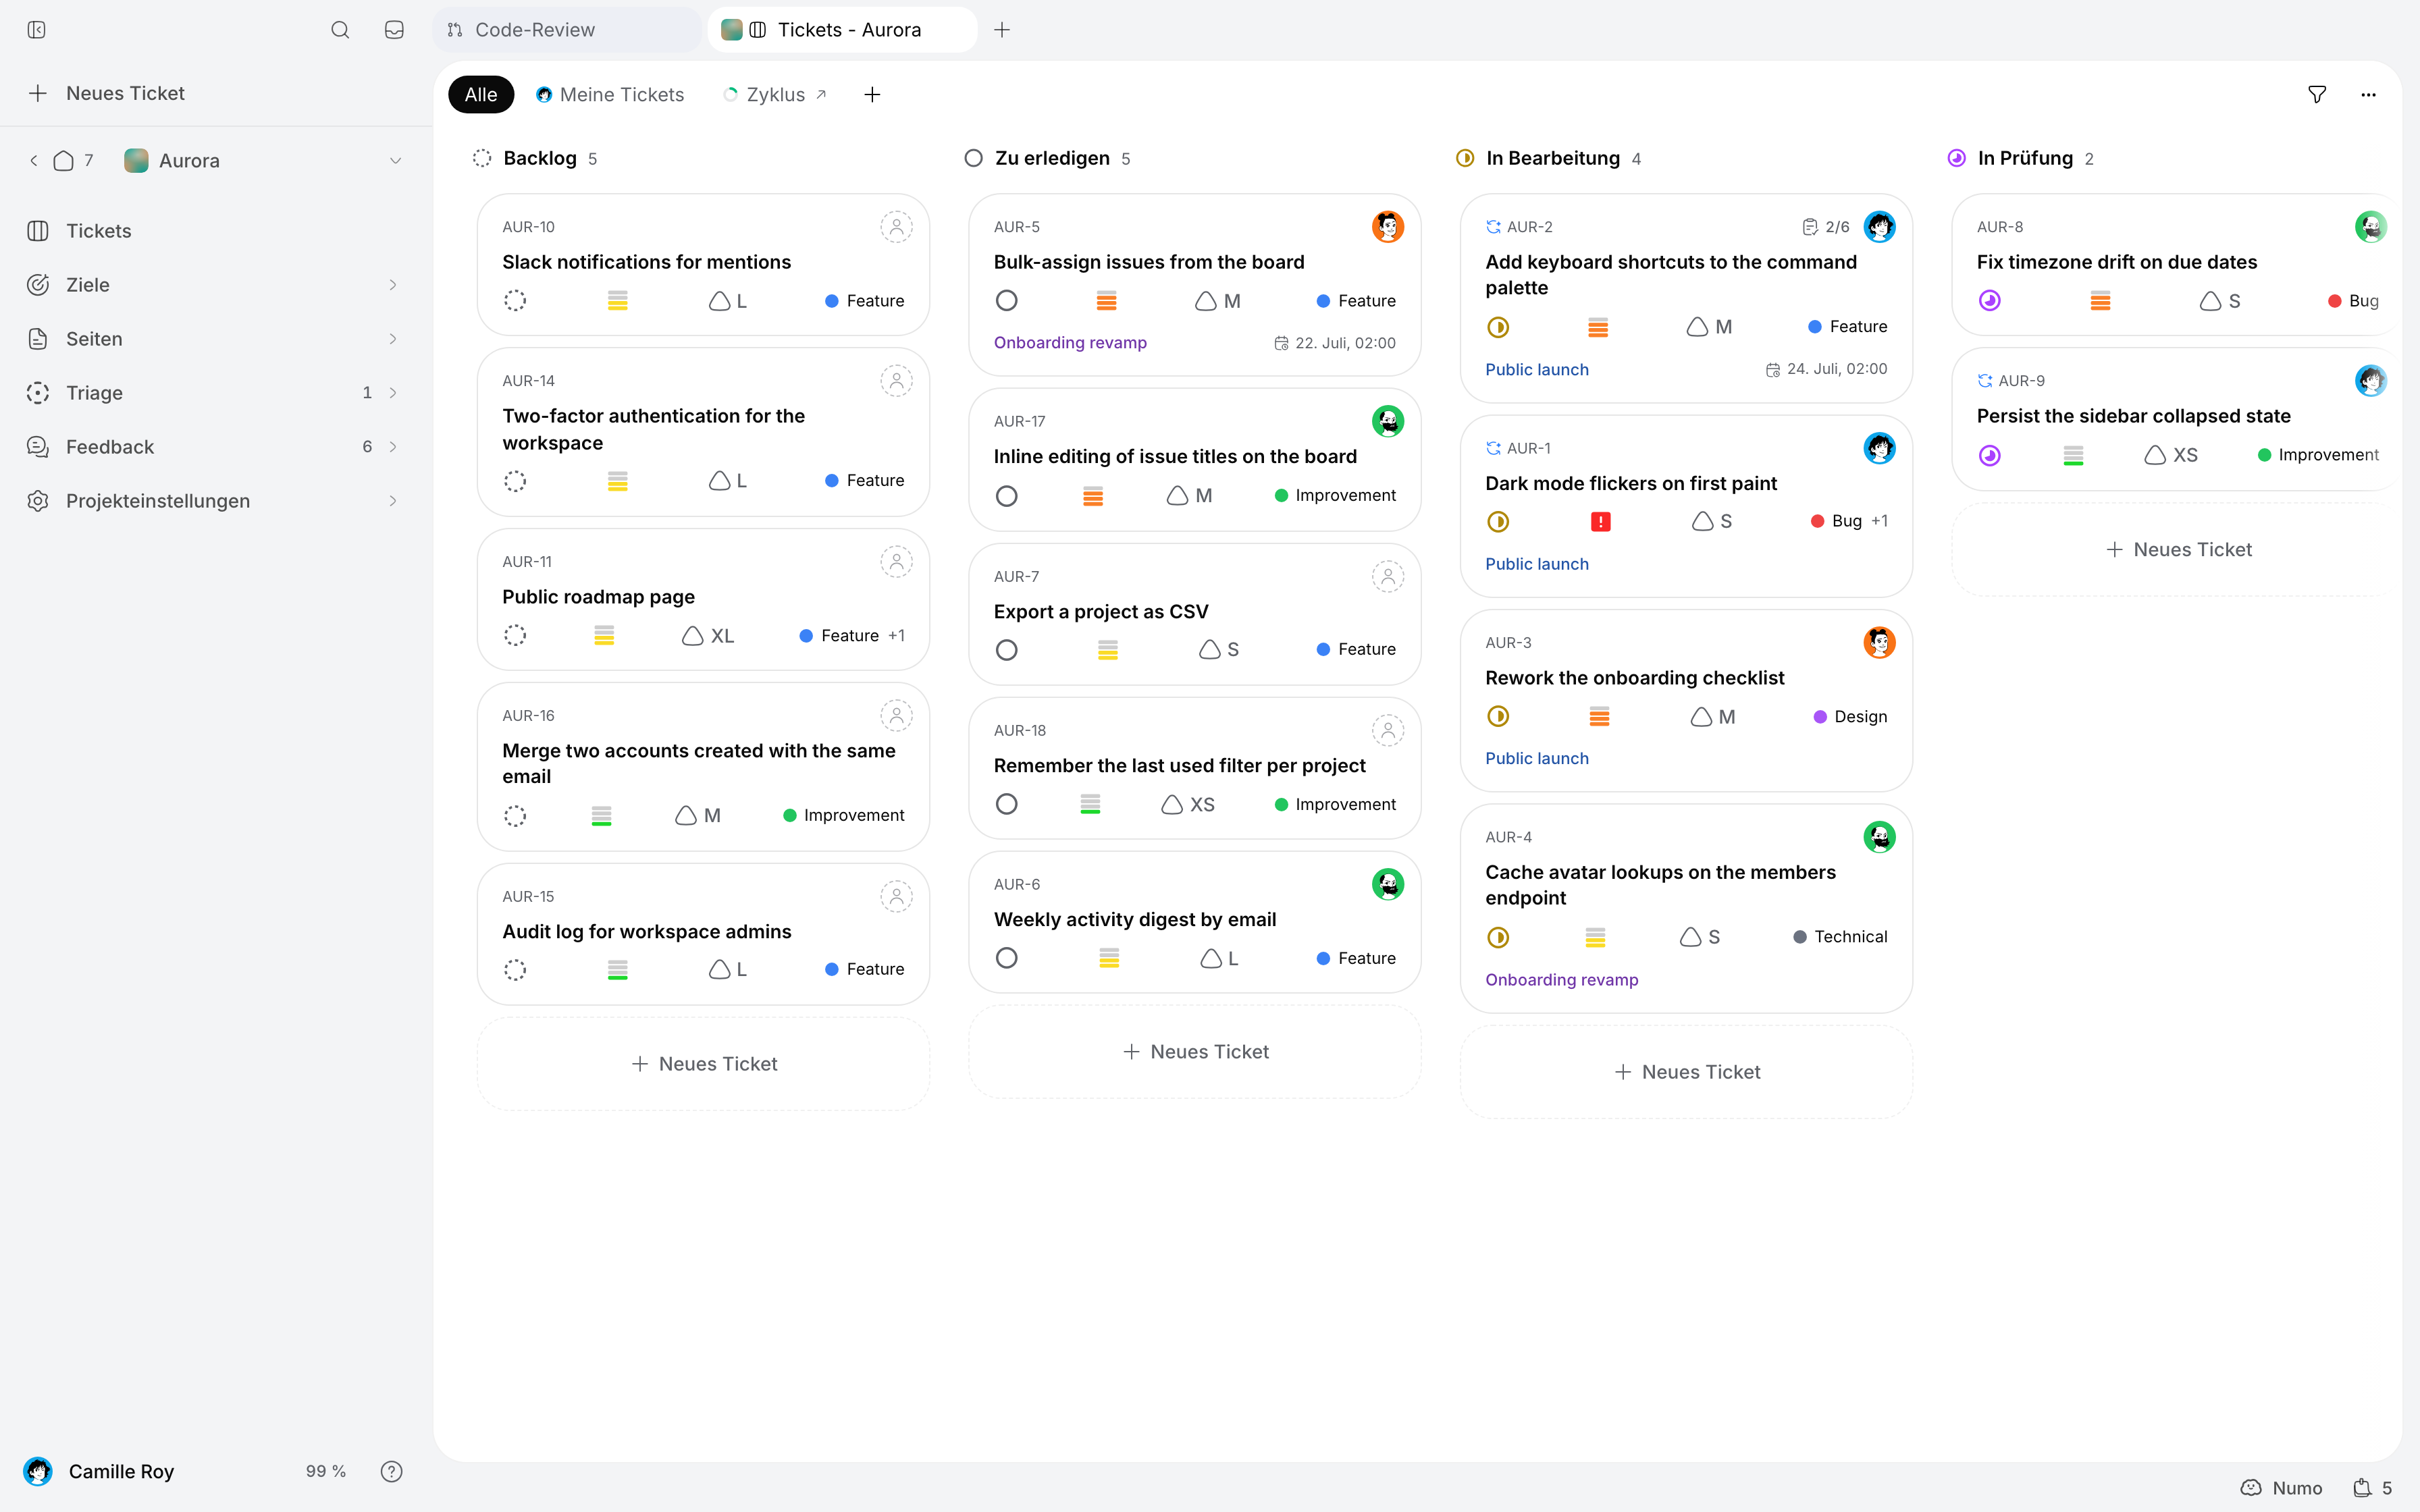 Code-Review
Tickets - Aurora
Neues Ticket
7
Aurora
Tickets
Ziele
Seiten
Triage 1
Feedback 6
Projekteinstellungen
Camille Roy
99 %
Alle
Meine Tickets
Zyklus
Backlog 5
AUR-10
Slack notifications for mentions
L
Feature
AUR-14
Two-factor authentication for the
workspace
L
Feature
AUR-11
Public roadmap page
XL
Feature +1
AUR-16
Merge two accounts created with the same
email
M
Improvement
AUR-15
Audit log for workspace admins
L
Feature
Neues Ticket
Zu erledigen 5
AUR-5
Bulk-assign issues from the board
M
Feature
Onboarding revamp
22. Juli, 02:00
AUR-17
Inline editing of issue titles on the board
M
Improvement
AUR-7
Export a project as CSV
S
Feature
AUR-18
Remember the last used filter per project
XS
Improvement
AUR-6
Weekly activity digest by email
L
Feature
Neues Ticket
In Bearbeitung 4
AUR-2
2/6
Add keyboard shortcuts to the command
palette
M
Feature
Public launch
24. Juli, 02:00
AUR-1
Dark mode flickers on first paint
S
Bug +1
Public launch
AUR-3
Rework the onboarding checklist
M
Design
Public launch
AUR-4
Cache avatar lookups on the members
endpoint
S
Technical
Onboarding revamp
Neues Ticket
In Prüfung 2
AUR-8
Fix timezone drift on due dates
S
Bug
AUR-9
Persist the sidebar collapsed state
XS
Improvement
Neues Ticket
Numo
5